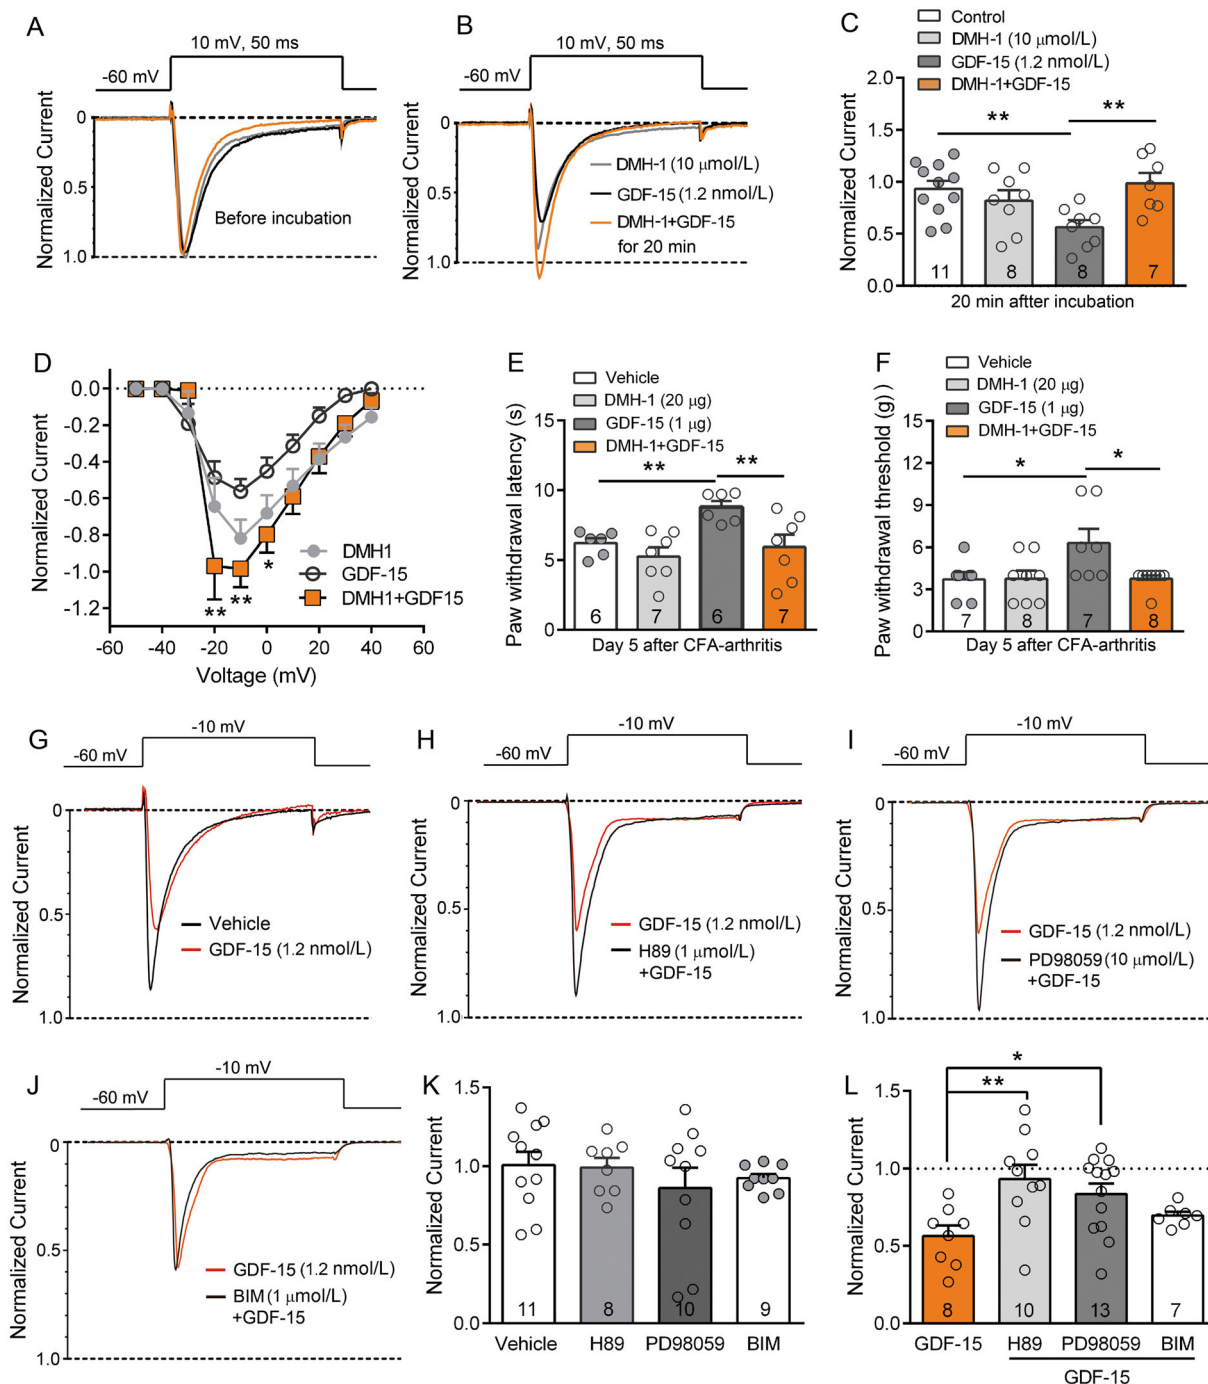 A
10 mV, 50 ms
-60 mV
Normalized Current
0
0.5
1.0
Before incubation
B
10 mV, 50 ms
-60 mV
Normalized Current
0
0.5
1.0
DMH-1 (10 μmol/L)
GDF-15 (1.2 nmol/L)
DMH-1+GDF-15
for 20 min
C
Control
DMH-1 (10 μmol/L)
GDF-15 (1.2 nmol/L)
DMH-1+GDF-15
Normalized Current
2.0
1.5
1.0
0.5
0.0
** **
11 8 8 7
20 min after incubation
D
Normalized Current
0.0
-0.2
-0.4
-0.6
-0.8
-1.0
-1.2
** ** *
DMH1
GDF-15
DMH1+GDF15
-60 -40 -20 0 20 40 60
Voltage (mV)
E
Vehicle
DMH-1 (20 μg)
GDF-15 (1 μg)
DMH-1+GDF-15
Paw withdrawal latency (s)
15
10
5
0
** **
6 7 6 7
Day 5 after CFA-arthritis
F
Vehicle
DMH-1 (20 μg)
GDF-15 (1 μg)
DMH-1+GDF-15
Paw withdrawal threshold (g))
15
12
9
6
3
0
* *
7 8 7 8
Day 5 after CFA-arthritis
G
-10 mV
-60 mV
Normalized Current
0
0.5
1.0
Vehicle
GDF-15 (1.2 nmol/L)
H
-10 mV
-60 mV
Normalized Current
0
0.5
1.0
GDF-15 (1.2 nmol/L)
H89 (1 μmol/L)
+GDF-15
I
-10 mV
-60 mV
Normalized Current
0
0.5
1.0
GDF-15 (1.2 nmol/L)
PD98059 (10 μmol/L)
+GDF-15
J
-10 mV
-60 mV
Normalized Current
0
0.5
1.0
GDF-15 (1.2 nmol/L)
BIM (1 μmol/L)
+GDF-15
K
Normalized Current
1.5
1.0
0.5
0.0
11 8 10 9
Vehicle H89 PD98059 BIM
L
Normalized Current
1.5
1.0
0.5
0.0
*
**
8 10 13 7
GDF-15 H89 PD98059 BIM
GDF-15